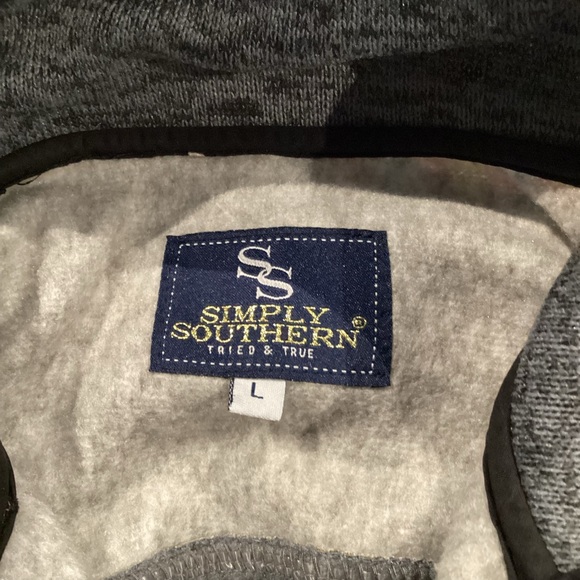 SS
SIMPLY
SOUTHERN®
TRIED & TRUE
L